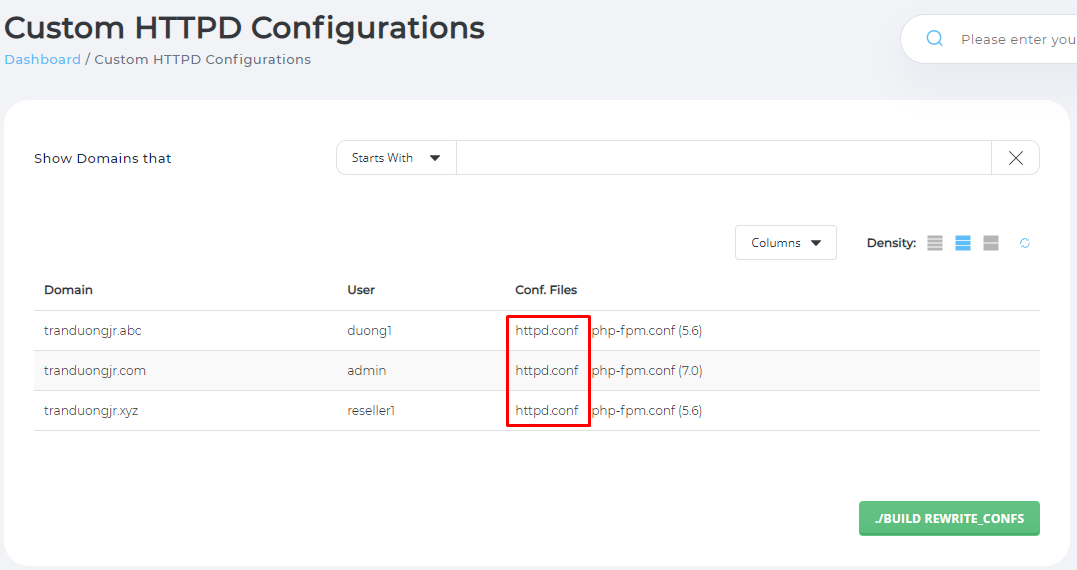 Custom HTTPD Configurations
Dashboard / Custom HTTPD Configurations
Please enter you
Show Domains that
Starts With
Columns
Density:
Domain User Conf. Files
tranduongjr.abc duong1 httpd.conf php-fpm.conf (5.6)
tranduongjr.com admin httpd.conf php-fpm.conf (7.0)
tranduongjr.xyz reseller1 httpd.conf php-fpm.conf (5.6)
./BUILD REWRITE_CONFS